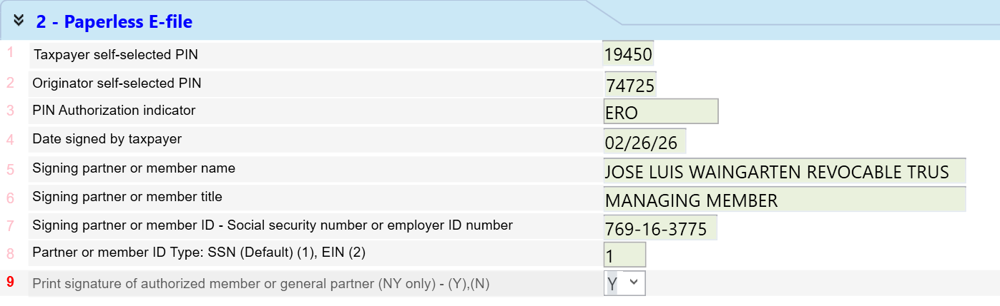 2 - Paperless E-file
1 Taxpayer self-selected PIN 19450
2 Originator self-selected PIN 74725
3 PIN Authorization indicator ERO
4 Date signed by taxpayer 02/26/26
5 Signing partner or member name JOSE LUIS WAINGARTEN REVOCABLE TRUS
6 Signing partner or member title MANAGING MEMBER
7 Signing partner or member ID - Social security number or employer ID number 769-16-3775
8 Partner or member ID Type: SSN (Default) (1), EIN (2) 1
9 Print signature of authorized member or general partner (NY only) - (Y),(N) Y